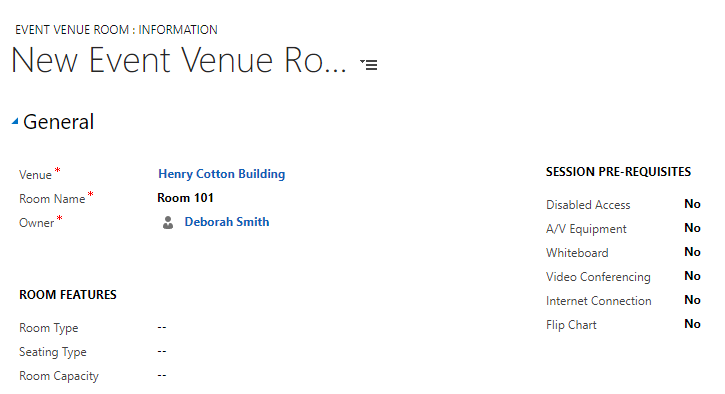 EVENT VENUE ROOM : INFORMATION
New Event Venue Ro...
General
Venue * Henry Cotton Building
Room Name * Room 101
Owner * Deborah Smith
ROOM FEATURES
Room Type --
Seating Type --
Room Capacity --
SESSION PRE-REQUISITES
Disabled Access No
A/V Equipment No
Whiteboard No
Video Conferencing No
Internet Connection No
Flip Chart No